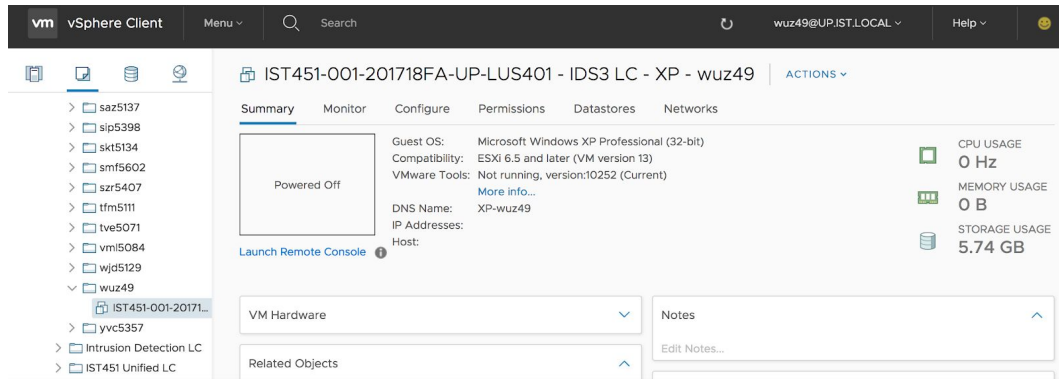 vm vSphere Client Menu Search wuz49@UP.IST.LOCAL Help
IST451-001-201718FA-UP-LUS401 - IDS3 LC - XP - wuz49 ACTIONS
Summary Monitor Configure Permissions Datastores Networks
saz5137
sip5398
skt5134
smf5602
szr5407
tfm5111
tve5071
vml5084
wjd5129
wuz49
IST451-001-20171...
yvc5357
Intrusion Detection LC
IST451 Unified LC
Powered Off
Launch Remote Console
Guest OS: Microsoft Windows XP Professional (32-bit)
Compatibility: ESXi 6.5 and later (VM version 13)
VMware Tools: Not running, version:10252 (Current)
More info...
DNS Name: XP-wuz49
IP Addresses:
Host:
CPU USAGE
0 Hz
MEMORY USAGE
0 B
STORAGE USAGE
5.74 GB
VM Hardware
Related Objects
Notes
Edit Notes...